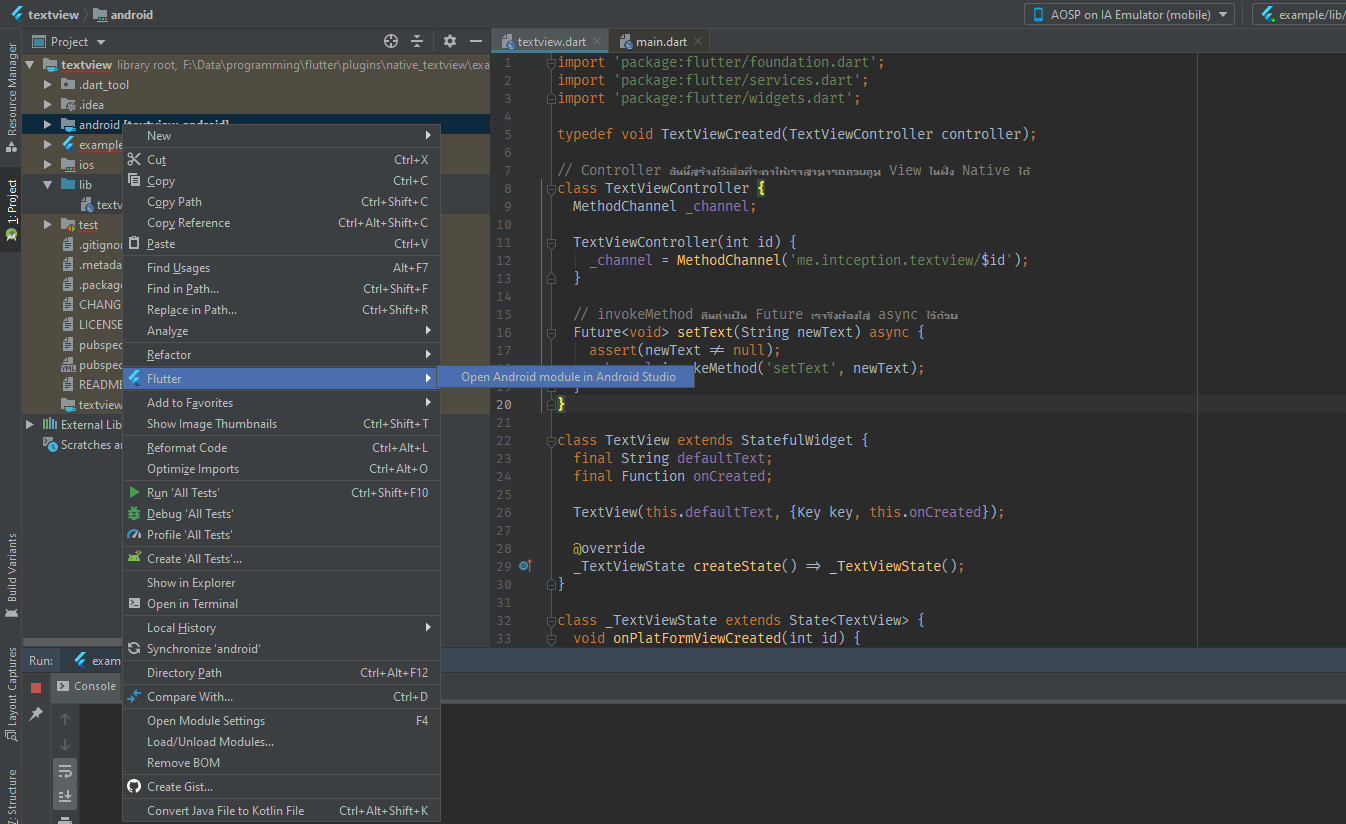 textview android
AOSP on IA Emulator (mobile)
example/lib/
Project
textview.dart
main.dart
Resource Manager
1: Project
Build Variants
Layout Captures
7: Structure
textview library root, F:\Data\programming\flutter\plugins\native_textview\exa
.dart_tool
.idea
android [textview_android]
example
ios
lib
textv
test
.gitignor
.metada
.package
CHANG
LICENSE
pubspec
pubspec
README
textview
External Lib
Scratches an
New
Cut Ctrl+X
Copy Ctrl+C
Copy Path Ctrl+Shift+C
Copy Reference Ctrl+Alt+Shift+C
Paste Ctrl+V
Find Usages Alt+F7
Find in Path... Ctrl+Shift+F
Replace in Path... Ctrl+Shift+R
Analyze
Refactor
Flutter
Open Android module in Android Studio
Add to Favorites
Show Image Thumbnails Ctrl+Shift+T
Reformat Code Ctrl+Alt+L
Optimize Imports Ctrl+Alt+O
Run 'All Tests' Ctrl+Shift+F10
Debug 'All Tests'
Profile 'All Tests'
Create 'All Tests'...
Show in Explorer
Open in Terminal
Local History
Synchronize 'android'
Directory Path Ctrl+Alt+F12
Compare With... Ctrl+D
Open Module Settings F4
Load/Unload Modules...
Remove BOM
Create Gist...
Convert Java File to Kotlin File Ctrl+Alt+Shift+K
1 import 'package:flutter/foundation.dart';
2 import 'package:flutter/services.dart';
3 import 'package:flutter/widgets.dart';
4
5 typedef void TextViewCreated(TextViewController controller);
6
7 // Controller อันนี้สร้างไว้เพื่อที่จะทำให้เราสามารถควบคุม View ในฝั่ง Native ได้
8 class TextViewController {
9 MethodChannel _channel;
10
11 TextViewController(int id) {
12 _channel = MethodChannel('me.intception.textview/$id');
13 }
14
15 // invokeMethod คืนค่าเป็น Future เราจึงต้องใส่ async ไว้ด้วย
16 Future<void> setText(String newText) async {
17 assert(newText ≠ null);
18 keMethod('setText', newText);
19 }
20 }
21
22 class TextView extends StatefulWidget {
23 final String defaultText;
24 final Function onCreated;
25
26 TextView(this.defaultText, {Key key, this.onCreated});
27
28 @override
29 _TextViewState createState() ⇒ _TextViewState();
30 }
31
32 class _TextViewState extends State<TextView> {
33 void onPlatFormViewCreated(int id) {
Run: exam
Console